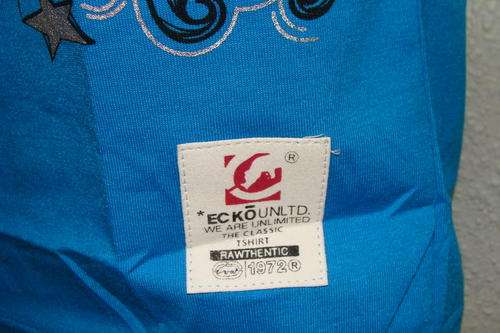 ®
*ECKŌ UNLTD.
WE ARE UNLIMITED
THE CLASSIC
TSHIRT
RAWTHENTIC
1972®